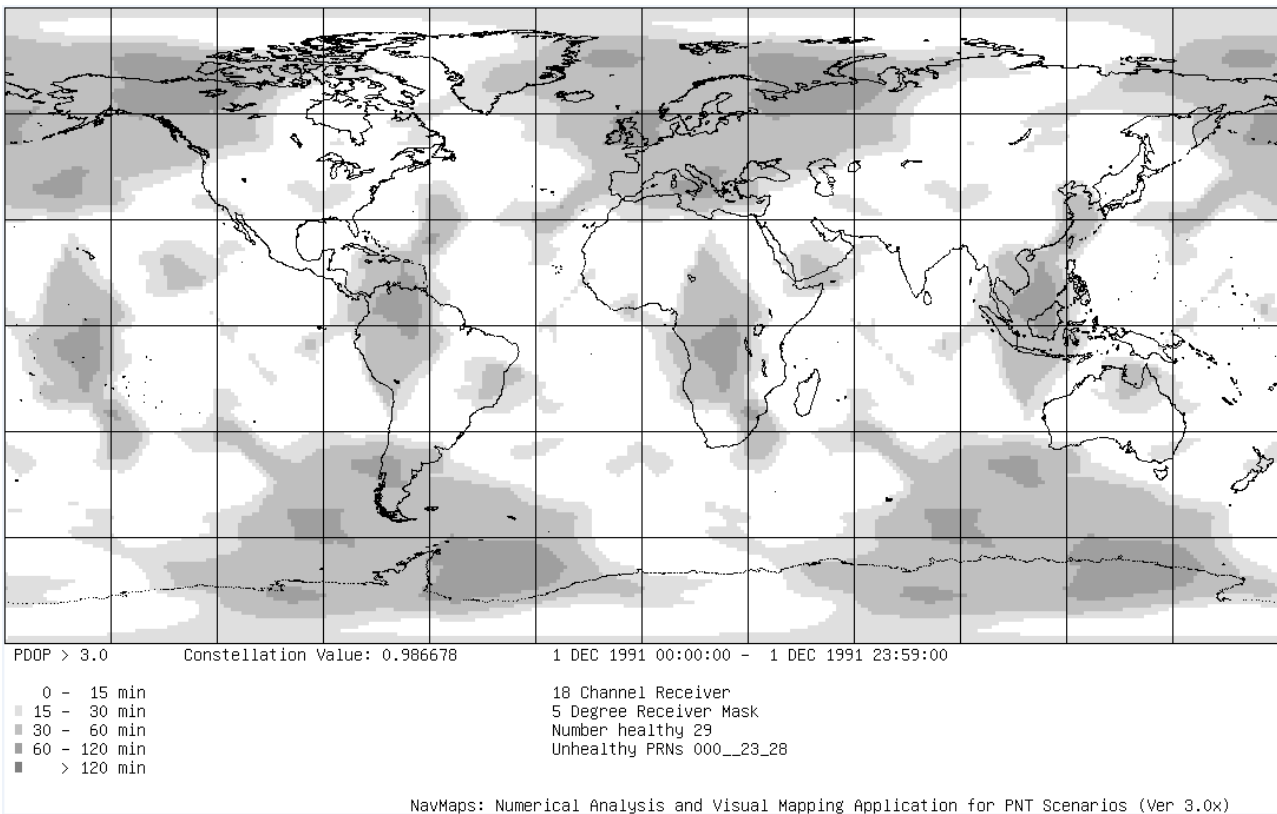 PDOP > 3.0 Constellation Value: 0.986678 1 DEC 1991 00:00:00 - 1 DEC 1991 23:59:00
0 - 15 min 18 Channel Receiver
15 - 30 min 5 Degree Receiver Mask
30 - 60 min Number healthy 29
60 - 120 min Unhealthy PRNs 000__23_28
> 120 min
NavMaps: Numerical Analysis and Visual Mapping Application for PNT Scenarios (Ver 3.0x)